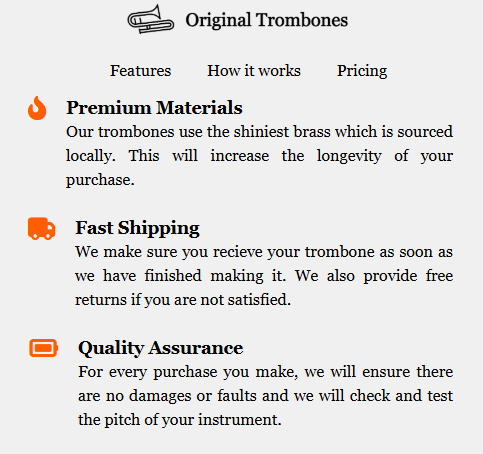 Original Trombones
Features How it works Pricing
Premium Materials
Our trombones use the shiniest brass which is sourced
locally. This will increase the longevity of your
purchase.
Fast Shipping
We make sure you recieve your trombone as soon as
we have finished making it. We also provide free
returns if you are not satisfied.
Quality Assurance
For every purchase you make, we will ensure there
are no damages or faults and we will check and test
the pitch of your instrument.